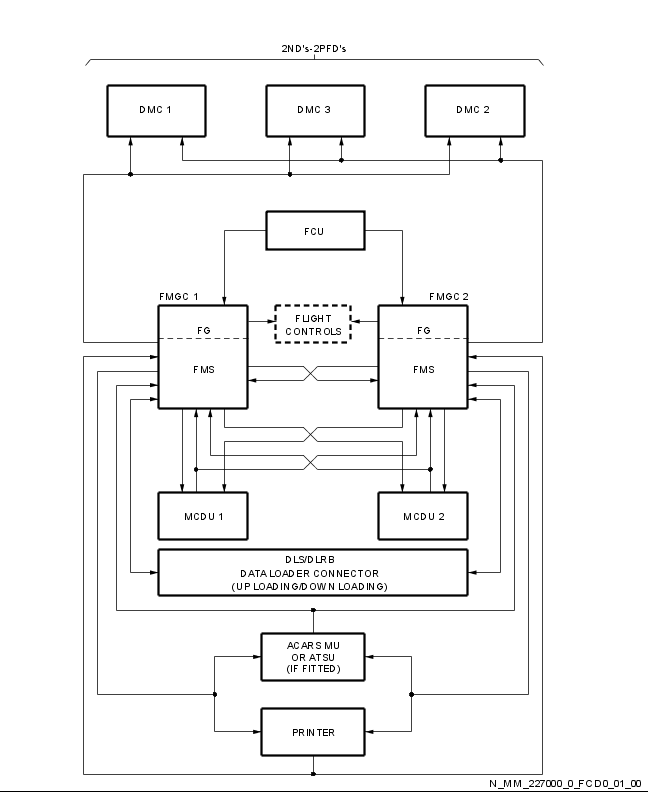 2ND's-2PFD's
DMC 1
DMC 3
DMC 2
FCU
FMGC 1
FMGC 2
FG
FLIGHT
CONTROLS
FG
FMS
FMS
MCDU 1
MCDU 2
DLS/DLRB
DATA LOADER CONNECTOR
(UP LOADING/DOWN LOADING)
ACARS MU
OR ATSU
(IF FITTED)
PRINTER
N_MM_227000_0_FCD0_01_00